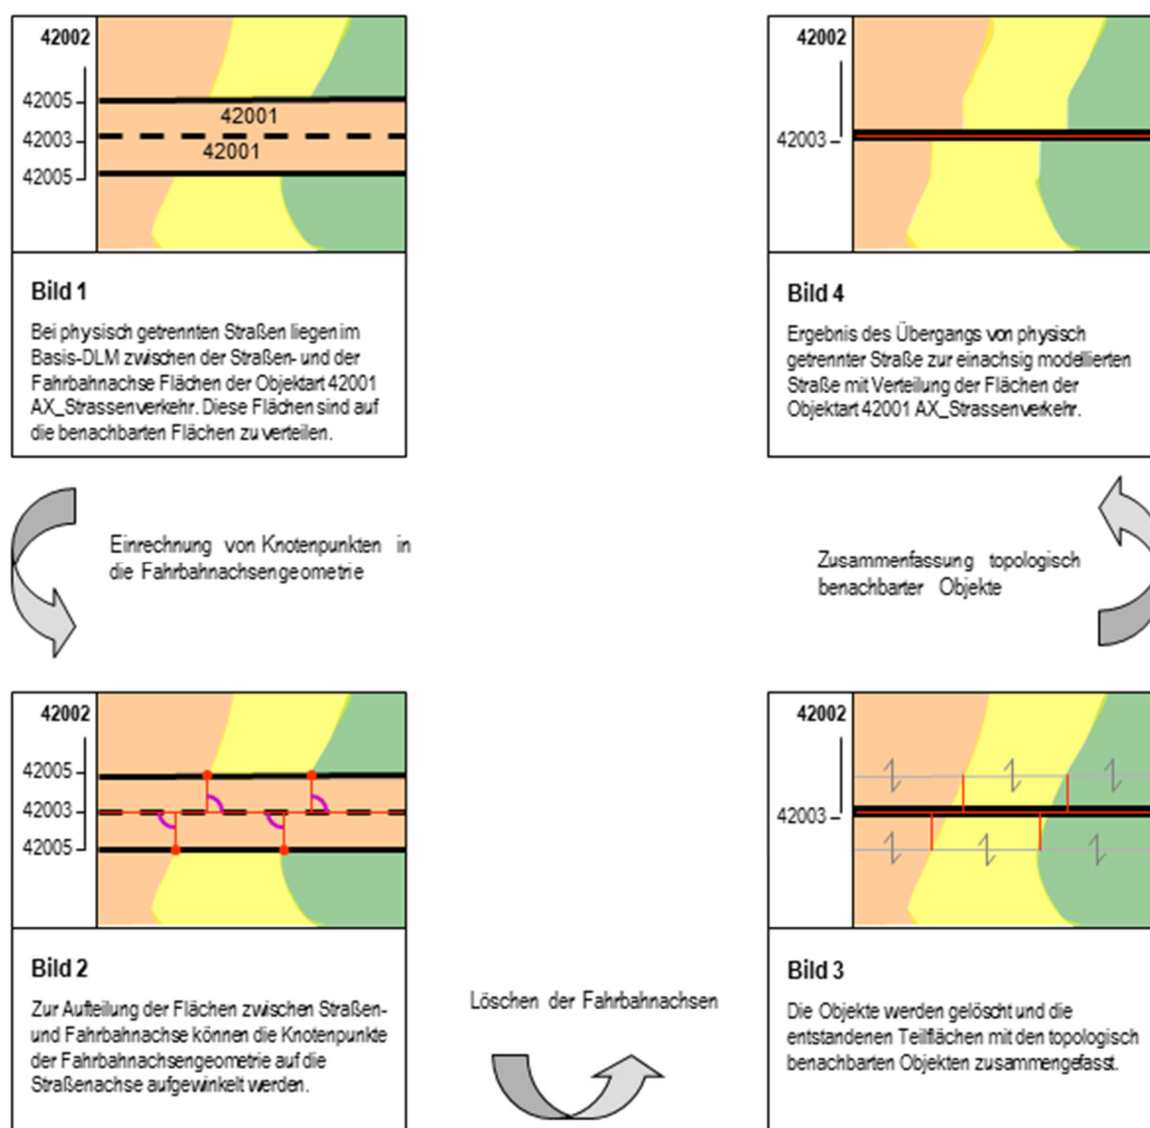 42002
42005
42001
42003
42001
42005
Bild 1
Bei physisch getrennten Straßen liegen im
Basis-DLM zwischen der Straßen- und der
Fahrbahnachse Flächen der Objektart 42001
AX_Strassenverkehr. Diese Flächen sind auf
die benachbarten Flächen zu verteilen.
Einrechnung von Knotenpunkten in
die Fahrbahnachsengeometrie
42002
42005
42003
42005
Bild 2
Zur Aufteilung der Flächen zwischen Straßen-
und Fahrbahnachse können die Knotenpunkte
der Fahrbahnachsengeometrie auf die
Straßenachse aufgewinkelt werden.
Löschen der Fahrbahnachsen
42002
42003
Bild 3
Die Objekte werden gelöscht und die
entstandenen Teilflächen mit den topologisch
benachbarten Objekten zusammengefasst.
Zusammenfassung topologisch
benachbarter Objekte
42002
42003
Bild 4
Ergebnis des Übergangs von physisch
getrennter Straße zur einachsig modellierten
Straße mit Verteilung der Flächen der
Objektart 42001 AX_Strassenverkehr.